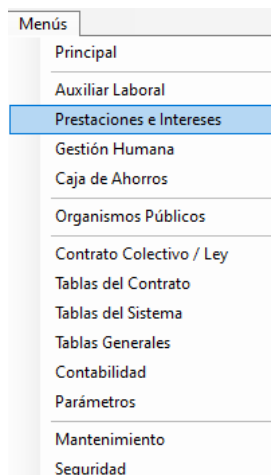 Menús
Principal
Auxiliar Laboral
Prestaciones e Intereses
Gestión Humana
Caja de Ahorros
Organismos Públicos
Contrato Colectivo / Ley
Tablas del Contrato
Tablas del Sistema
Tablas Generales
Contabilidad
Parámetros
Mantenimiento
Seguridad